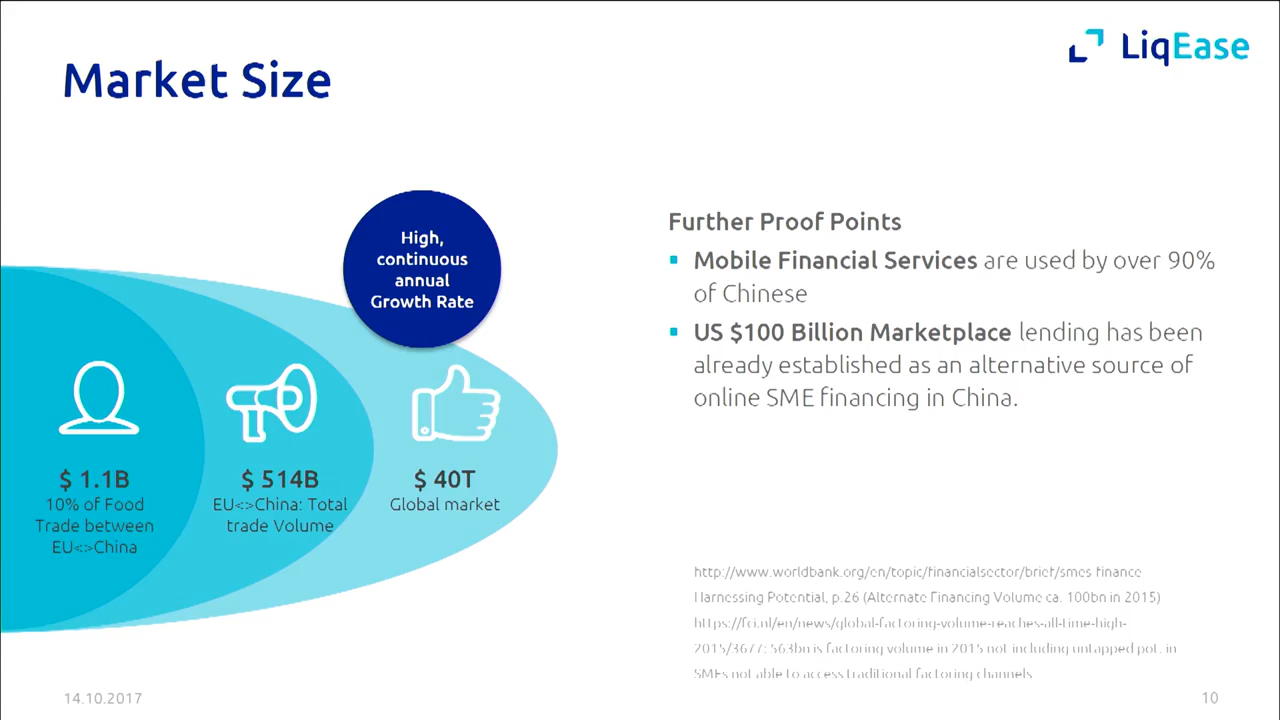 LiqEase
Market Size
High,
continuous
annual
Growth Rate
$ 1.1B
10% of Food
Trade between
EU<>China
$ 514B
EU<>China: Total
trade Volume
$ 40T
Global market
Further Proof Points
Mobile Financial Services are used by over 90%
of Chinese
US $100 Billion Marketplace lending has been
already established as an alternative source of
online SME financing in China.
http://www.worldbank.org/en/topic/financialsector/brief/smes-finance
Harnessing Potential, p.26 (Alternate Financing Volume ca. 100bn in 2015)
https://fci.nl/en/news/global-factoring-volume-reaches-all-time-high-
2015/3677: 563bn is factoring volume in 2015 not including untapped pot. in
SMEs not able to access traditional factoring channels
14.10.2017
10